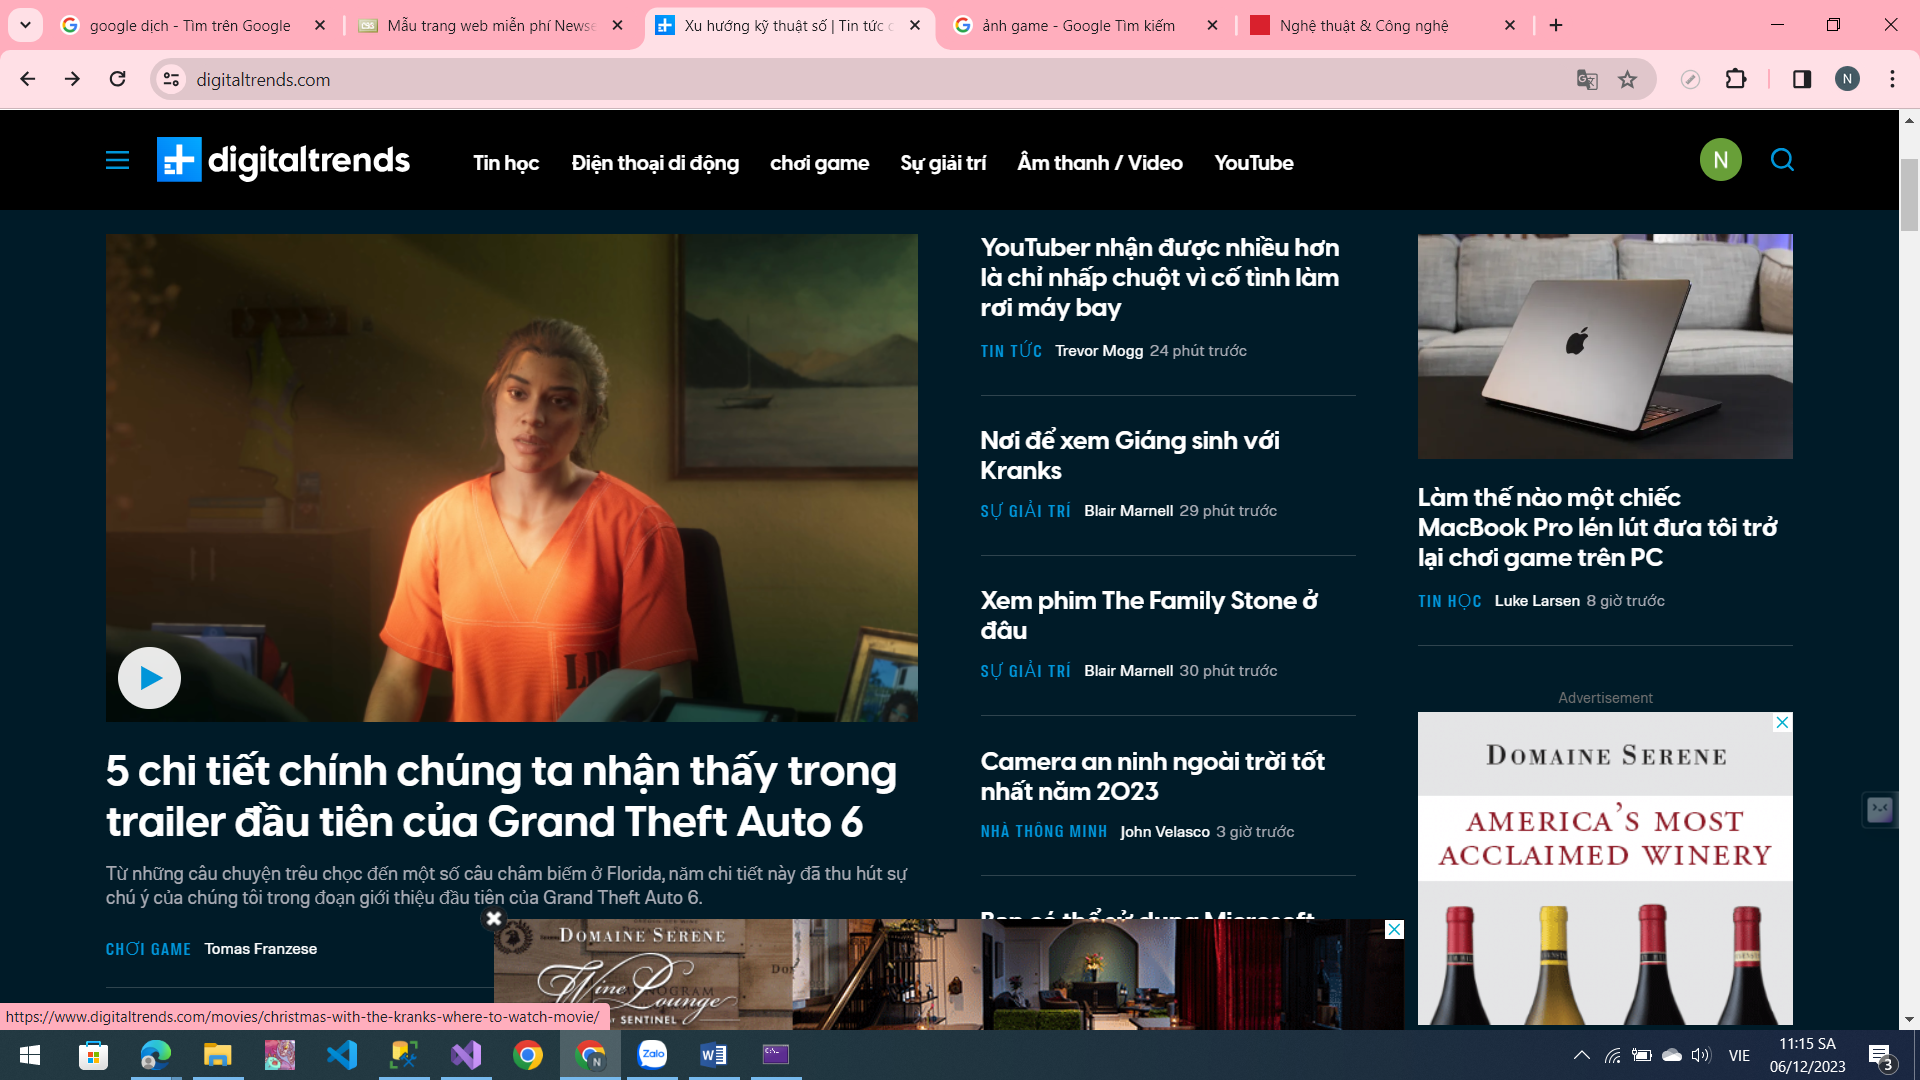 google dịch - Tìm trên Google
Mẫu trang web miễn phí Newse
Xu hướng kỹ thuật số | Tin tức c
ảnh game - Google Tìm kiếm
Nghệ thuật & Công nghệ
digitaltrends.com
N
digitaltrends
Tin học
Điện thoại di động
chơi game
Sự giải trí
Âm thanh / Video
YouTube
N
5 chi tiết chính chúng ta nhận thấy trong
trailer đầu tiên của Grand Theft Auto 6
Từ những câu chuyện trêu chọc đến một số câu châm biếm ở Florida, năm chi tiết này đã thu hút sự
chú ý của chúng tôi trong đoạn giới thiệu đầu tiên của Grand Theft Auto 6.
CHƠI GAME Tomas Franzese
YouTuber nhận được nhiều hơn
là chỉ nhấp chuột vì cố tình làm
rơi máy bay
TIN TỨC Trevor Mogg 24 phút trước
Nơi để xem Giáng sinh với
Kranks
SỰ GIẢI TRÍ Blair Marnell 29 phút trước
Xem phim The Family Stone ở
đâu
SỰ GIẢI TRÍ Blair Marnell 30 phút trước
Camera an ninh ngoài trời tốt
nhất năm 2023
NHÀ THÔNG MINH John Velasco 3 giờ trước
Bạn có thể sử dụng Microsoft
Làm thế nào một chiếc
MacBook Pro lén lút đưa tôi trở
lại chơi game trên PC
TIN HỌC Luke Larsen 8 giờ trước
Advertisement
DOMAINE SERENE
AMERICA'S MOST
ACCLAIMED WINERY
DOMAINE SERENE
Wine Lounge
SENTINEL
https://www.digitaltrends.com/movies/christmas-with-the-kranks-where-to-watch-movie/
Zalo
VIE
11:15 SA
06/12/2023
3